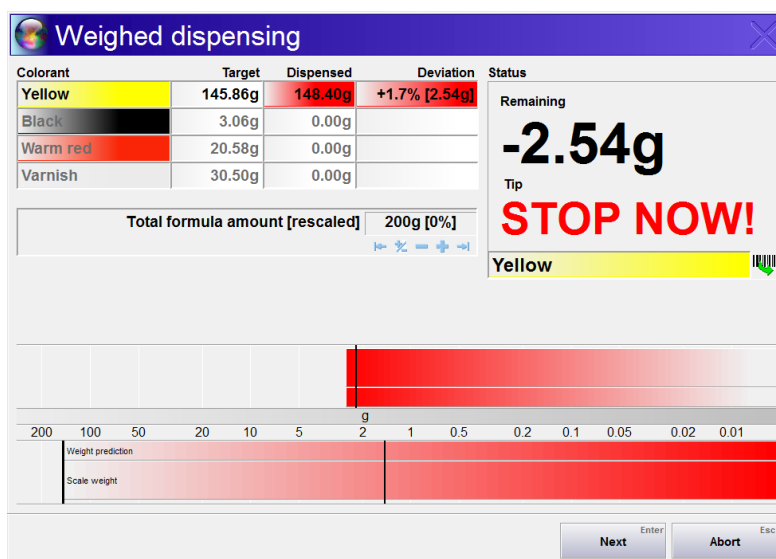 Weighed dispensing
Colorant Target Dispensed Deviation
Yellow 145.86g 148.40g +1.7% [2.54g]
Black 3.06g 0.00g
Warm red 20.58g 0.00g
Varnish 30.50g 0.00g
Total formula amount [rescaled] 200g [0%]
Status
Remaining
-2.54g
Tip
STOP NOW!
Yellow
g
200 100 50 20 10 5 2 1 0.5 0.2 0.1 0.05 0.02 0.01
Weight prediction
Scale weight
Next Enter
Abort Esc